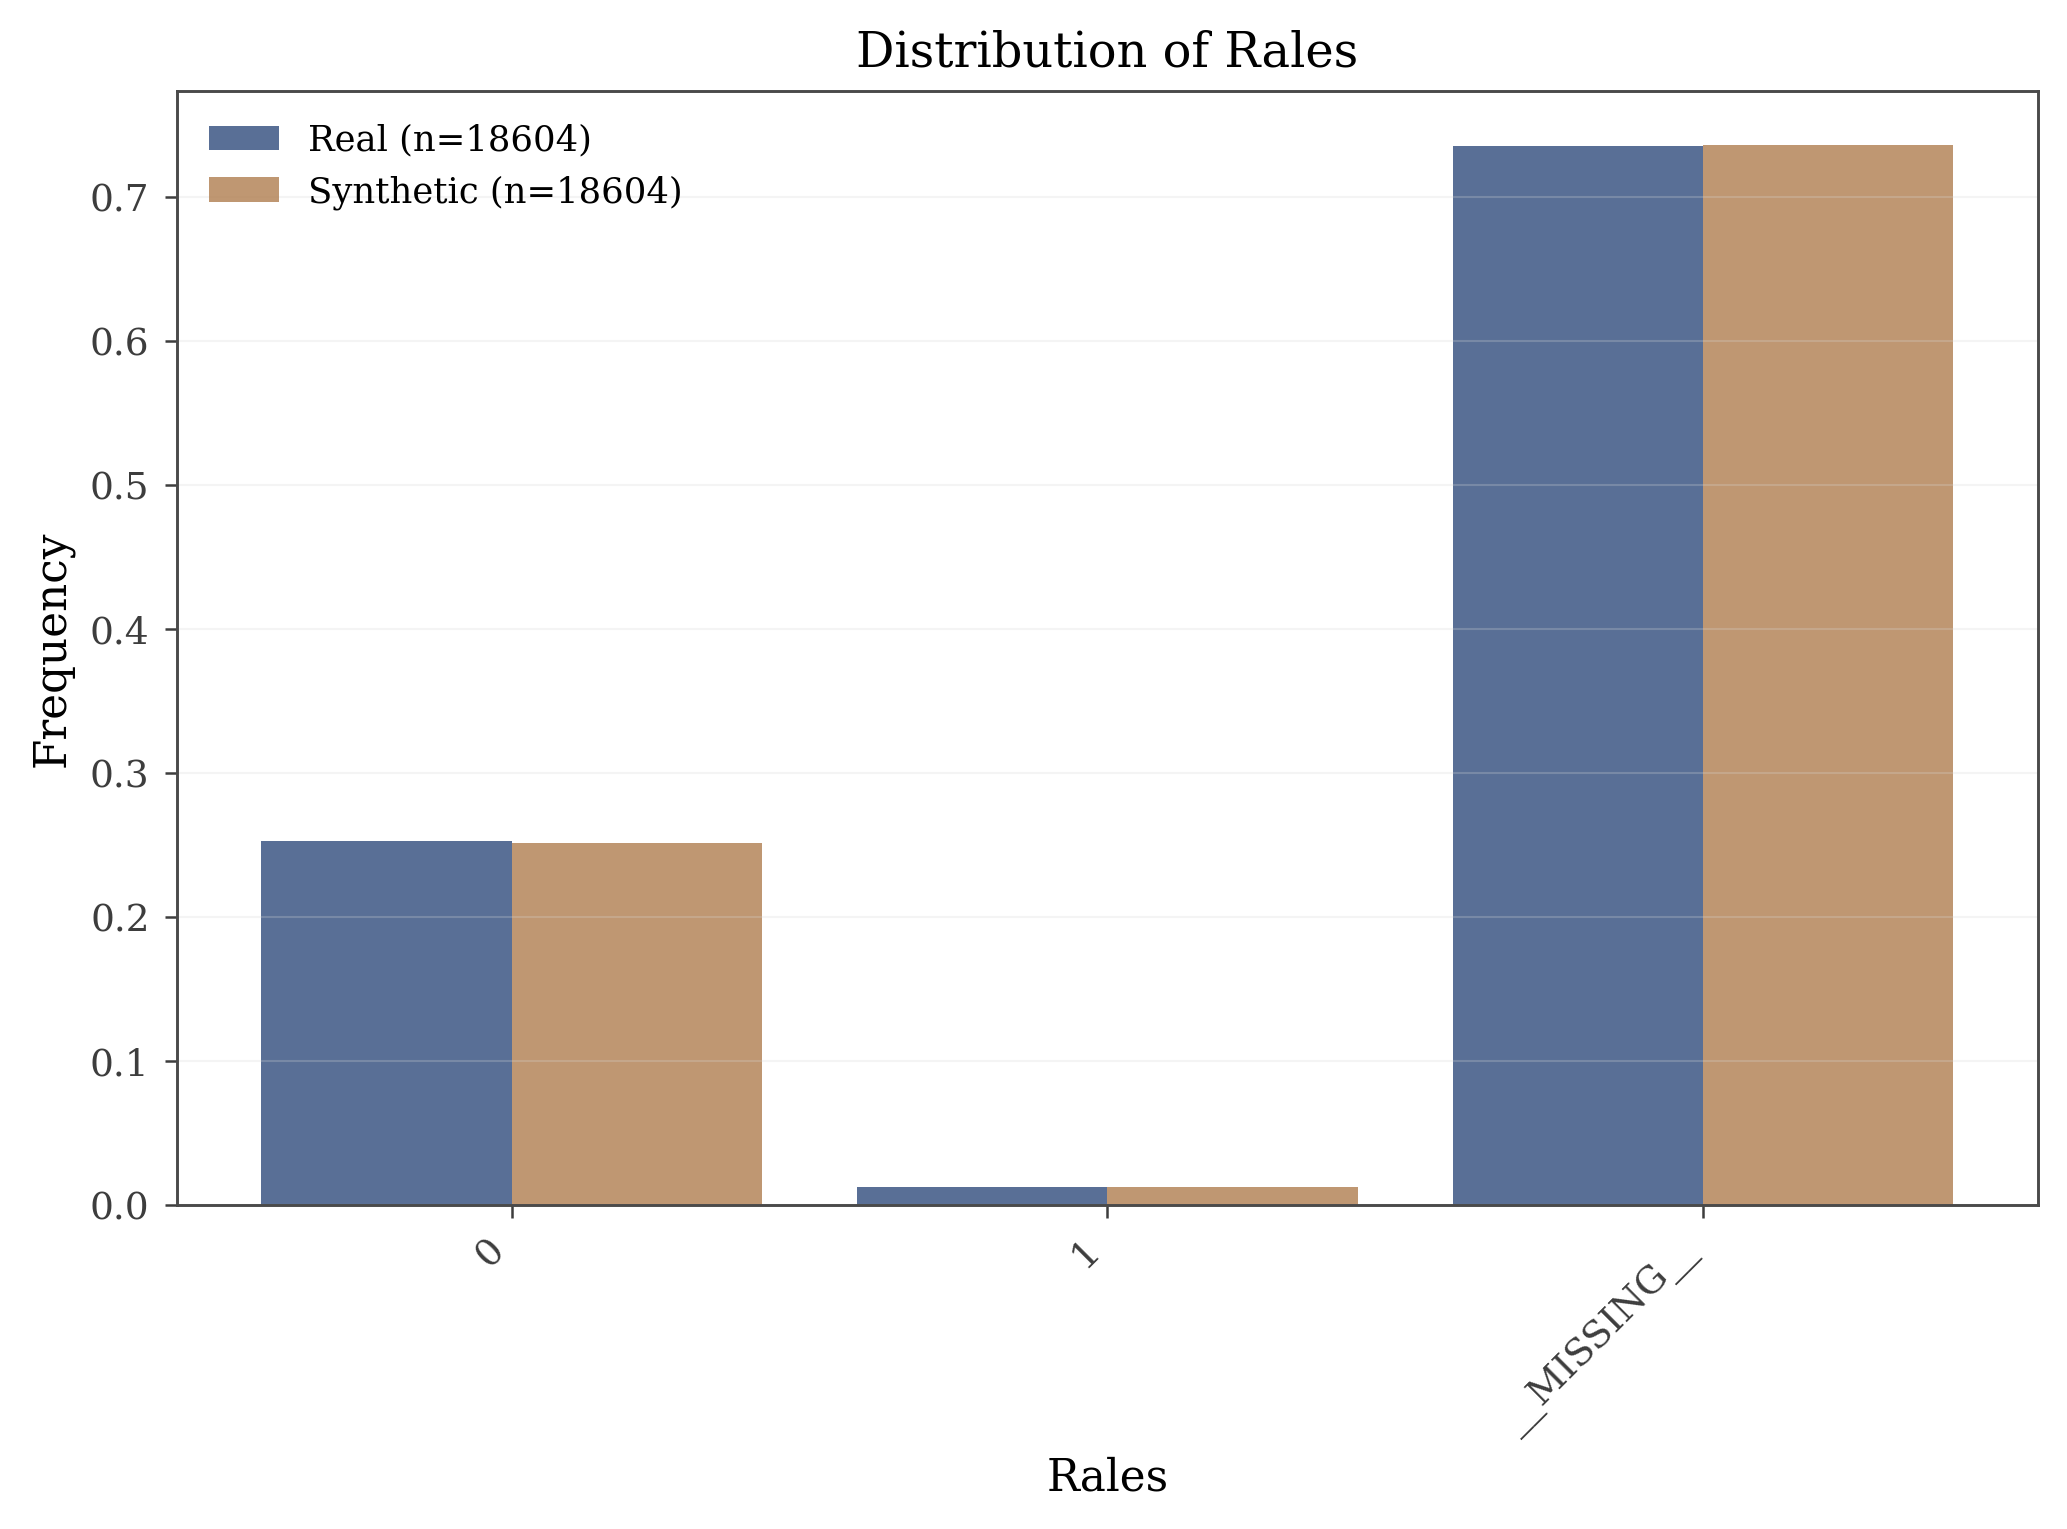 Distribution of Rales
Real (n=18604)
Synthetic (n=18604)
Frequency
0.7
0.6
0.5
0.4
0.3
0.2
0.1
0.0
0
1
__MISSING__
Rales